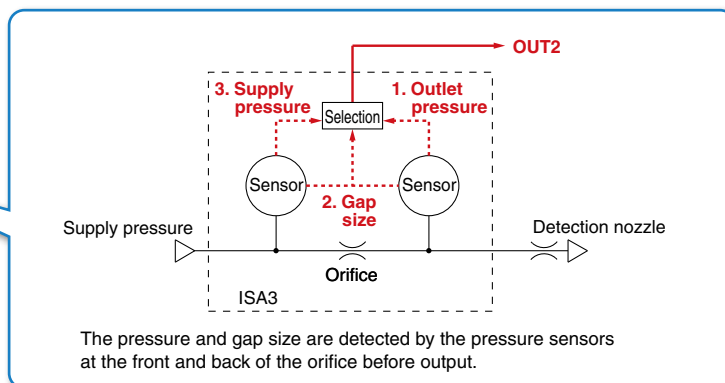 OUT2
3. Supply
pressure
1. Outlet
pressure
Selection
Sensor
Sensor
2. Gap
size
Supply pressure
Detection nozzle
Orifice
ISA3
The pressure and gap size are detected by the pressure sensors
at the front and back of the orifice before output.